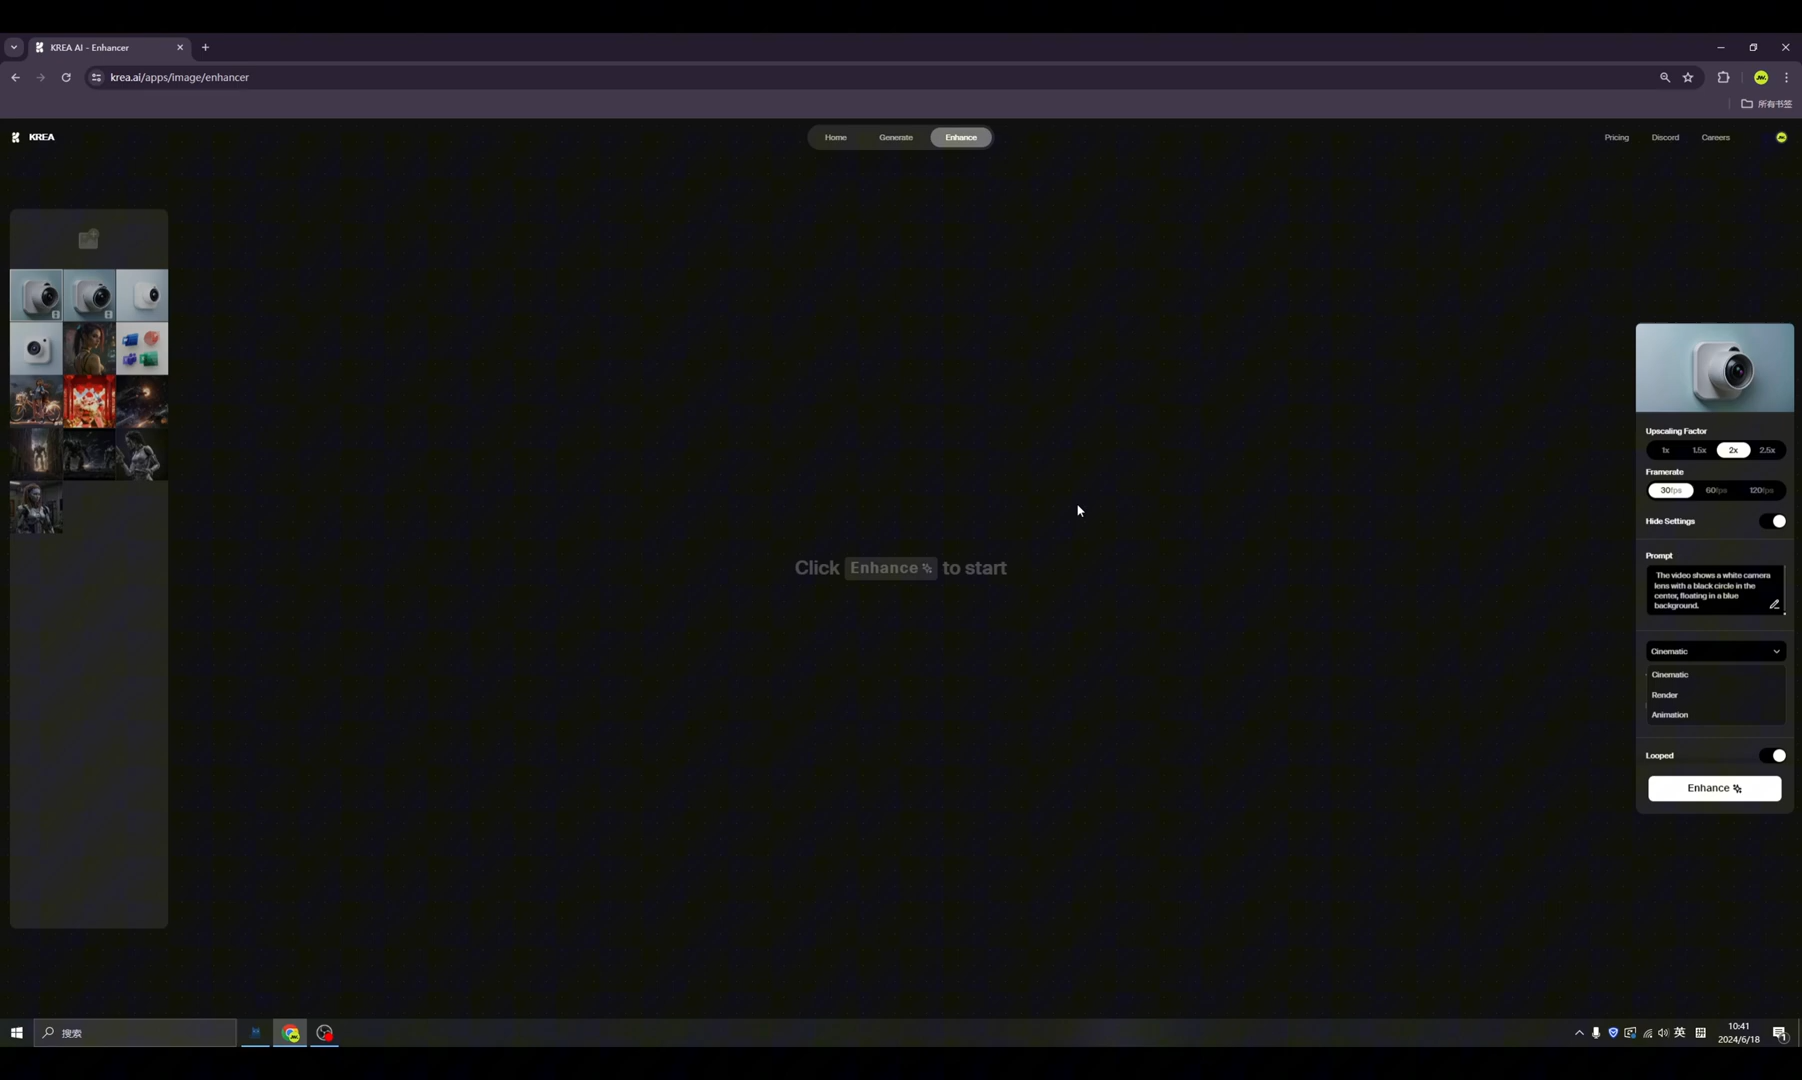 KREA AI - Enhancer
krea.ai/apps/image/enhancer
所有书签
KREA
Home
Generate
Enhance
Pricing
Discord
Careers
Click Enhance to start
Upscaling Factor
1x
1.5x
2x
2.5x
Framerate
30fps
60fps
120fps
Hide Settings
Prompt
The video shows a white camera
lens with a black circle in the
center, floating in a blue
background.
Cinematic
Cinematic
Render
Animation
Looped
Enhance
搜索
英
10:41
2024/6/18
1